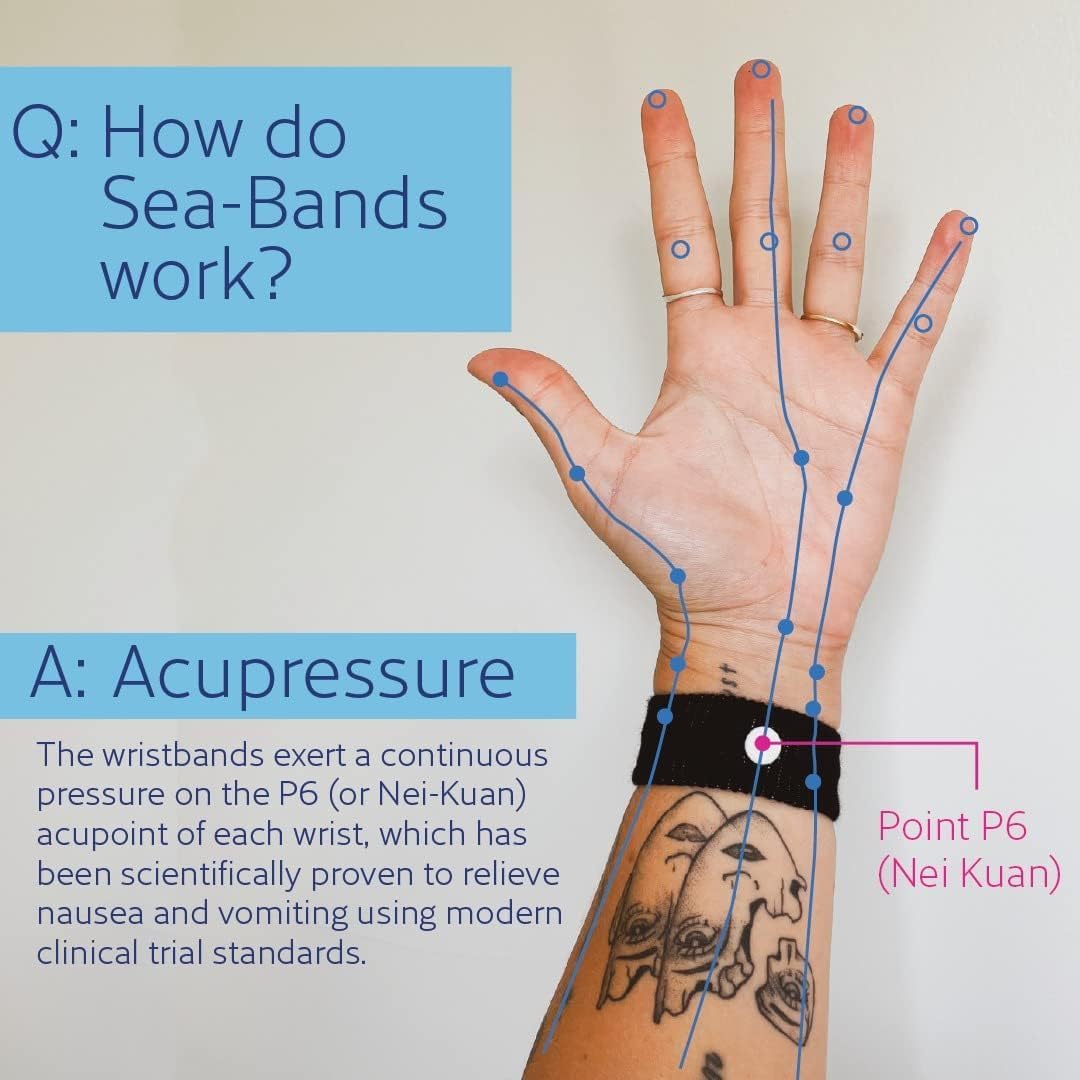 Q: How do
Sea-Bands
work?
A: Acupressure
The wristbands exert a continuous
pressure on the P6 (or Nei-Kuan)
acupoint of each wrist, which has
been scientifically proven to relieve
nausea and vomiting using modern
clinical trial standards.
Point P6
(Nei Kuan)